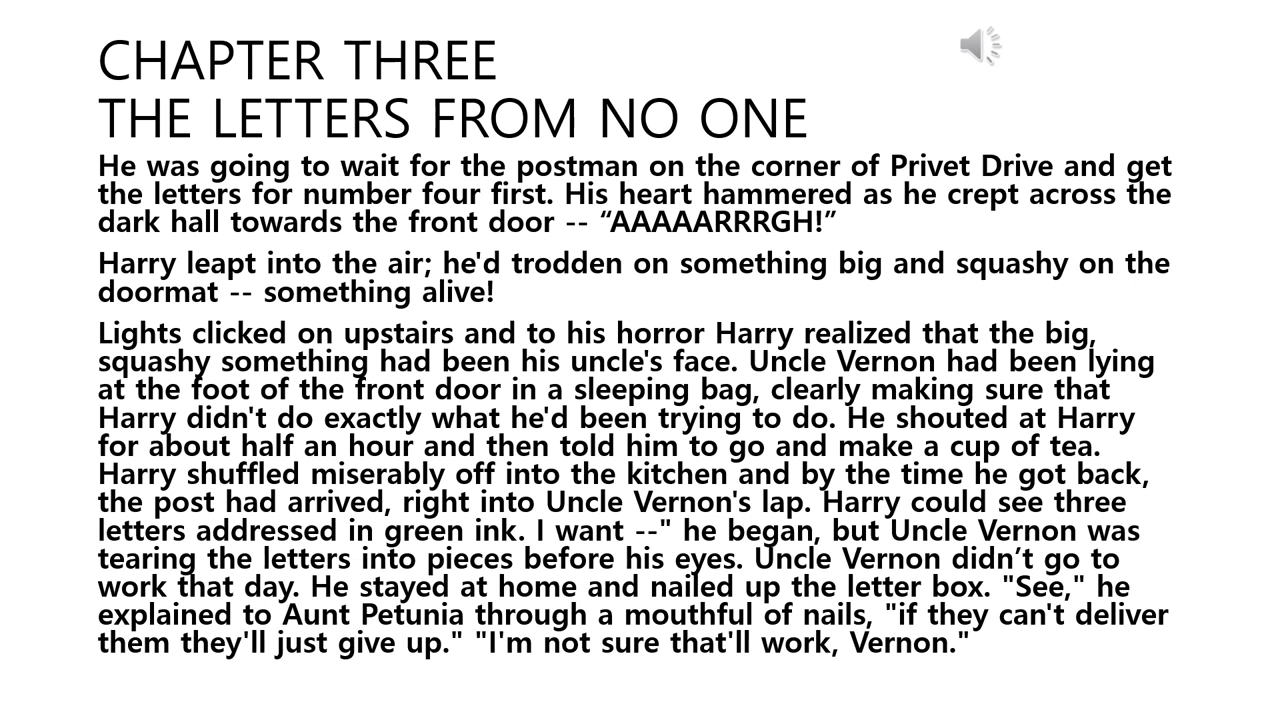 CHAPTER THREE
THE LETTERS FROM NO ONE
He was going to wait for the postman on the corner of Privet Drive and get
the letters for number four first. His heart hammered as he crept across the
dark hall towards the front door -- “AAAAARRRGH!”
Harry leapt into the air; he'd trodden on something big and squashy on the
doormat -- something alive!
Lights clicked on upstairs and to his horror Harry realized that the big,
squashy something had been his uncle's face. Uncle Vernon had been lying
at the foot of the front door in a sleeping bag, clearly making sure that
Harry didn't do exactly what he'd been trying to do. He shouted at Harry
for about half an hour and then told him to go and make a cup of tea.
Harry shuffled miserably off into the kitchen and by the time he got back,
the post had arrived, right into Uncle Vernon's lap. Harry could see three
letters addressed in green ink. I want --" he began, but Uncle Vernon was
tearing the letters into pieces before his eyes. Uncle Vernon didn’t go to
work that day. He stayed at home and nailed up the letter box. "See," he
explained to Aunt Petunia through a mouthful of nails, "if they can't deliver
them they'll just give up." "I'm not sure that'll work, Vernon."